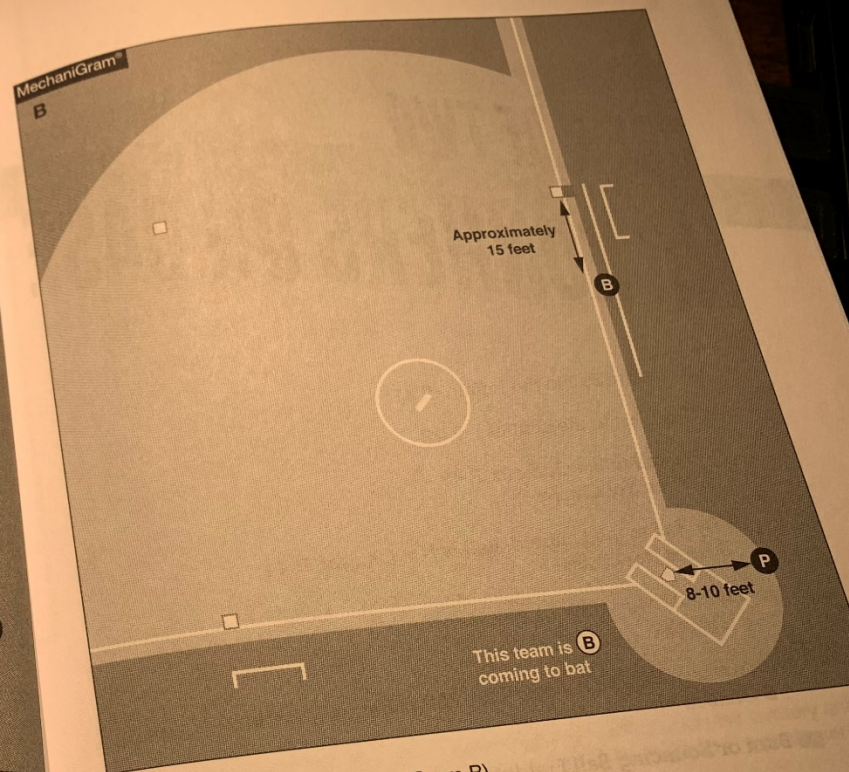 MechaniGram®
B
Approximately
15 feet
B
P
8-10 feet
This team is B
coming to bat